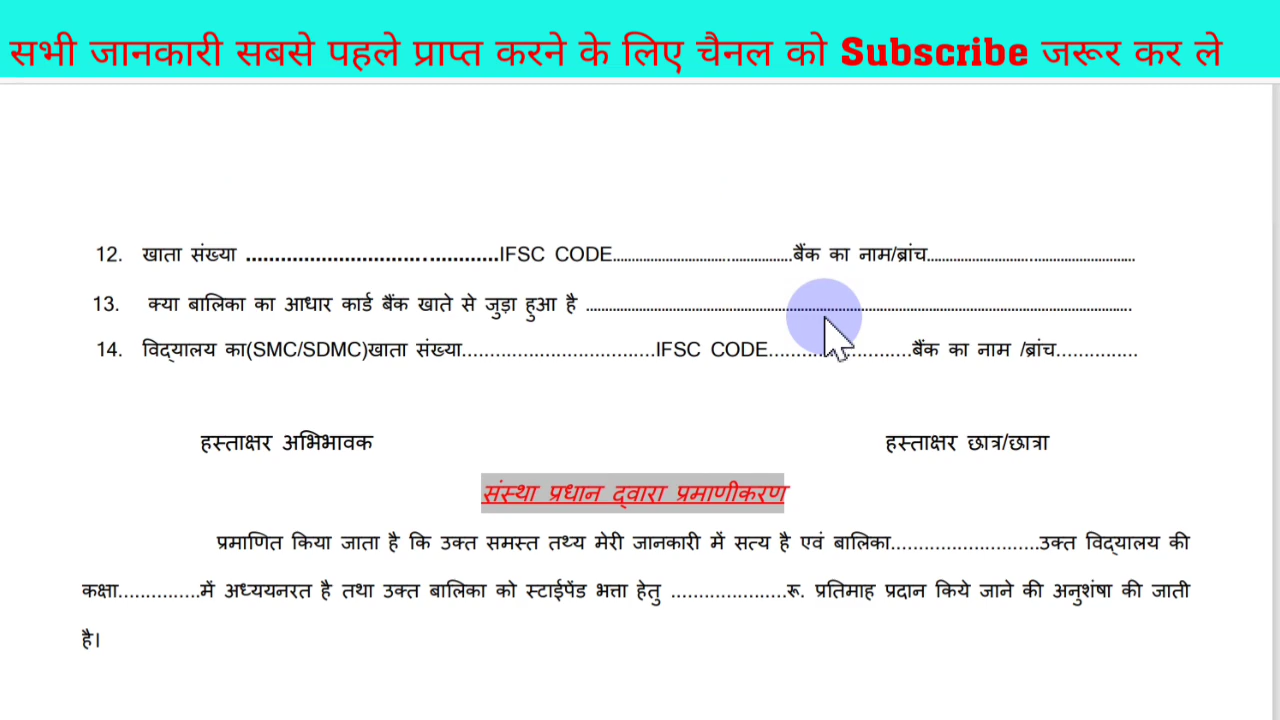 सभी जानकारी सबसे पहले प्राप्त करने के लिए चैनल को Subscribe जरूर कर ले
12. खाता संख्या ............................................IFSC CODE..............................................बैंक का नाम/ब्रांच......................................................
13. क्या बालिका का आधार कार्ड बैंक खाते से जुड़ा हुआ है ..........................................................................................................................................
14. विद्यालय का(SMC/SDMC)खाता संख्या...................................IFSC CODE..........................बैंक का नाम /ब्रांच...............
हस्ताक्षर अभिभावक हस्ताक्षर छात्र/छात्रा
संस्था प्रधान द्वारा प्रमाणीकरण
प्रमाणित किया जाता है कि उक्त समस्त तथ्य मेरी जानकारी में सत्य है एवं बालिका...........................उक्त विद्यालय की
कक्षा...............में अध्ययनरत है तथा उक्त बालिका को स्टाईपेंड भत्ता हेतु .....................रू. प्रतिमाह प्रदान किये जाने की अनुशंषा की जाती
है।